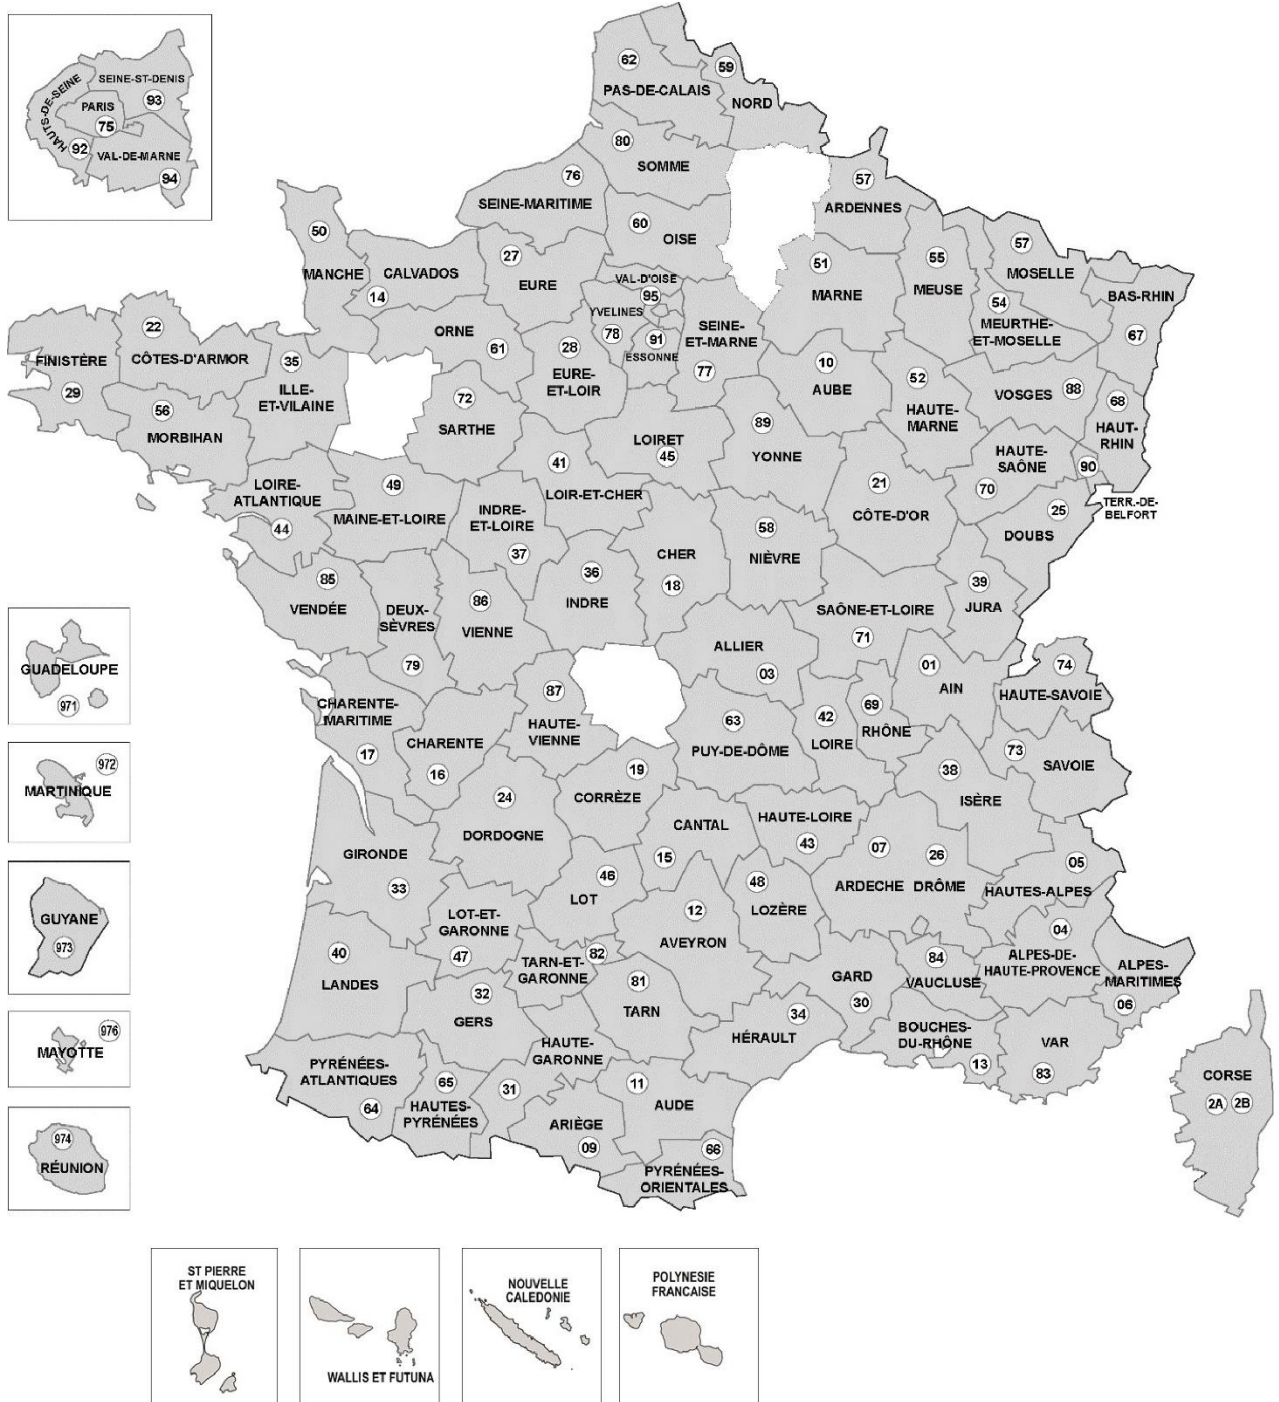 SEINE-ST-DENIS
HAUTS-DE-SEINE
93
PARIS
75
92
VAL-DE-MARNE
94
62
PAS-DE-CALAIS
59
NORD
80
SOMME
76
SEINE-MARITIME
57
ARDENNES
60
OISE
50
MANCHE
CALVADOS
14
27
EURE
VAL-D'OISE
95
YVELINES
78
91
ESSONNE
SEINE-
ET-MARNE
77
51
MARNE
55
MEUSE
57
MOSELLE
54
MEURTHE-
ET-MOSELLE
BAS-RHIN
67
FINISTÈRE
29
22
CÔTES-D'ARMOR
56
MORBIHAN
35
ILLE-
ET-VILAINE
ORNE
61
28
EURE-
ET-LOIR
72
SARTHE
10
AUBE
52
HAUTE-
MARNE
VOSGES
88
68
HAUT-
RHIN
89
YONNE
LOIRET
45
41
LOIR-ET-CHER
HAUTE-
SAÔNE
70
90
TERR.-DE-
BELFORT
25
DOUBS
21
CÔTE-D'OR
LOIRE-
ATLANTIQUE
44
49
MAINE-ET-LOIRE
INDRE-
ET-LOIRE
37
CHER
18
58
NIÈVRE
36
INDRE
85
VENDÉE
DEUX-
SÈVRES
79
86
VIENNE
39
JURA
SAÔNE-ET-LOIRE
71
ALLIER
03
01
AIN
74
HAUTE-SAVOIE
GUADELOUPE
971
CHARENTE-
MARITIME
17
CHARENTE
16
87
HAUTE-
VIENNE
63
PUY-DE-DÔME
42
LOIRE
69
RHÔNE
73
SAVOIE
38
ISÈRE
972
MARTINIQUE
24
DORDOGNE
19
CORRÈZE
CANTAL
15
HAUTE-LOIRE
43
07
ARDECHE
26
DRÔME
05
HAUTES-ALPES
GIRONDE
33
46
LOT
48
LOZÈRE
12
AVEYRON
GUYANE
973
LOT-ET-
GARONNE
47
TARN-ET-
GARONNE
82
40
LANDES
32
GERS
81
TARN
GARD
30
84
VAUCLUSE
04
ALPES-DE-
HAUTE-PROVENCE
ALPES-
MARITIMES
06
34
HÉRAULT
BOUCHES-
DU-RHÔNE
13
VAR
83
976
MAYOTTE
PYRÉNÉES-
ATLANTIQUES
64
65
HAUTES-
PYRÉNÉES
HAUTE-
GARONNE
31
ARIÈGE
09
11
AUDE
66
PYRÉNÉES-
ORIENTALES
CORSE
2A
2B
974
RÉUNION
ST PIERRE
ET MIQUELON
WALLIS ET FUTUNA
NOUVELLE
CALEDONIE
POLYNESIE
FRANCAISE